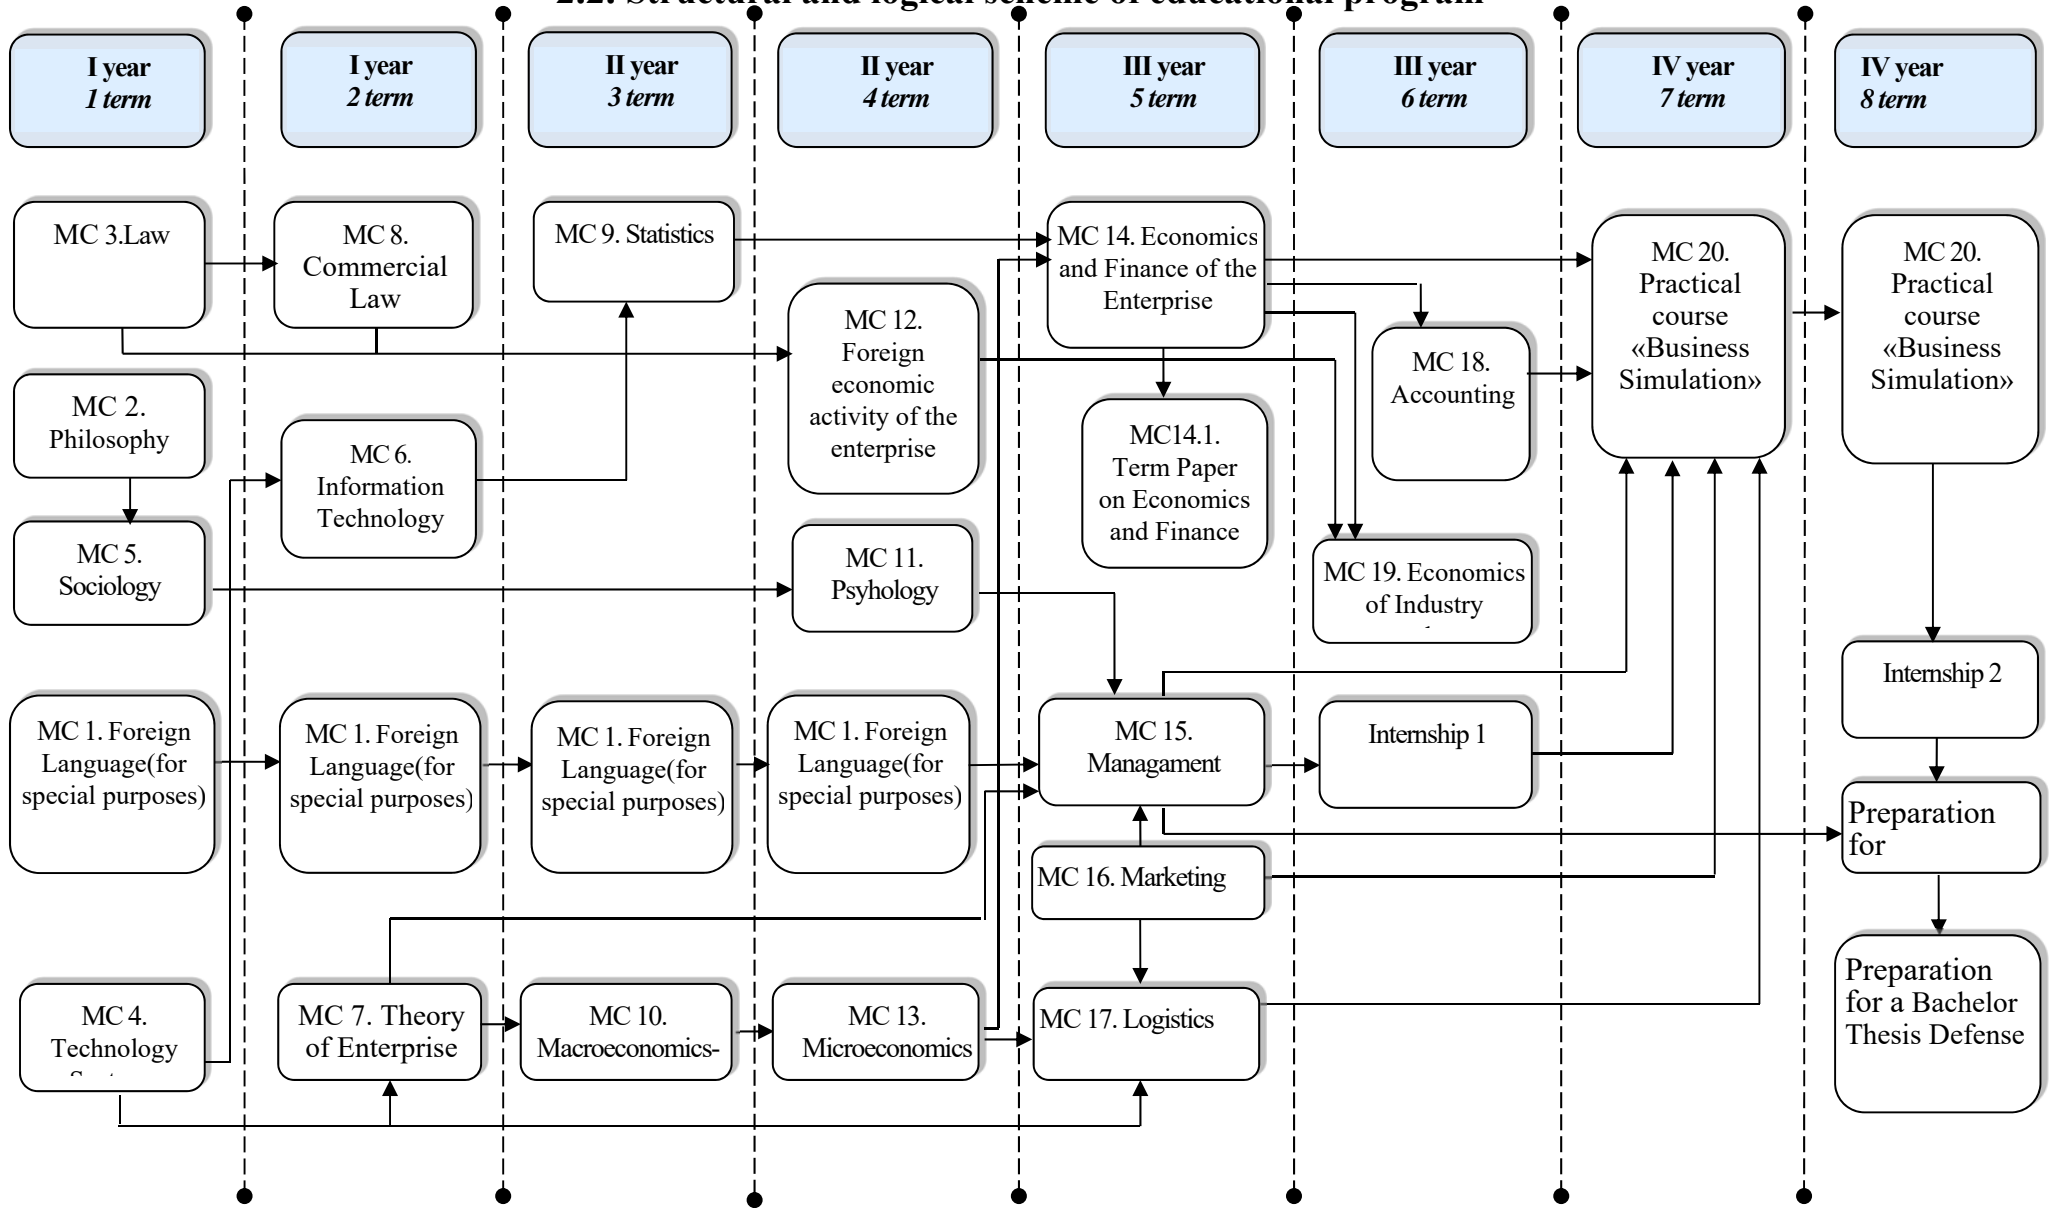 2.2. Structural and logical scheme of educational program
I year
1 term
I year
2 term
II year
3 term
II year
4 term
III year
5 term
III year
6 term
IV year
7 term
IV year
8 term
MC 3.Law
MC 2.
Philosophy
MC 5.
Sociology
MC 1. Foreign
Language(for
special purposes)
MC 4.
Technology
MC 8.
Commercial
Law
MC 6.
Information
Technology
MC 1. Foreign
Language(for
special purposes)
MC 7. Theory
of Enterprise
MC 9. Statistics
MC 1. Foreign
Language(for
special purposes)
MC 10.
Macroeconomics-
MC 12.
Foreign
economic
activity of the
enterprise
MC 11.
Psyhology
MC 1. Foreign
Language(for
special purposes)
MC 13.
Microeconomics
MC 14. Economics
and Finance of the
Enterprise
MC14.1.
Term Paper
on Economics
and Finance
MC 15.
Managament
MC 16. Marketing
MC 17. Logistics
MC 18.
Accounting
MC 19. Economics
of Industry
Internship 1
MC 20.
Practical
course
«Business
Simulation»
MC 20.
Practical
course
«Business
Simulation»
Internship 2
Preparation
for
Preparation
for a Bachelor
Thesis Defense